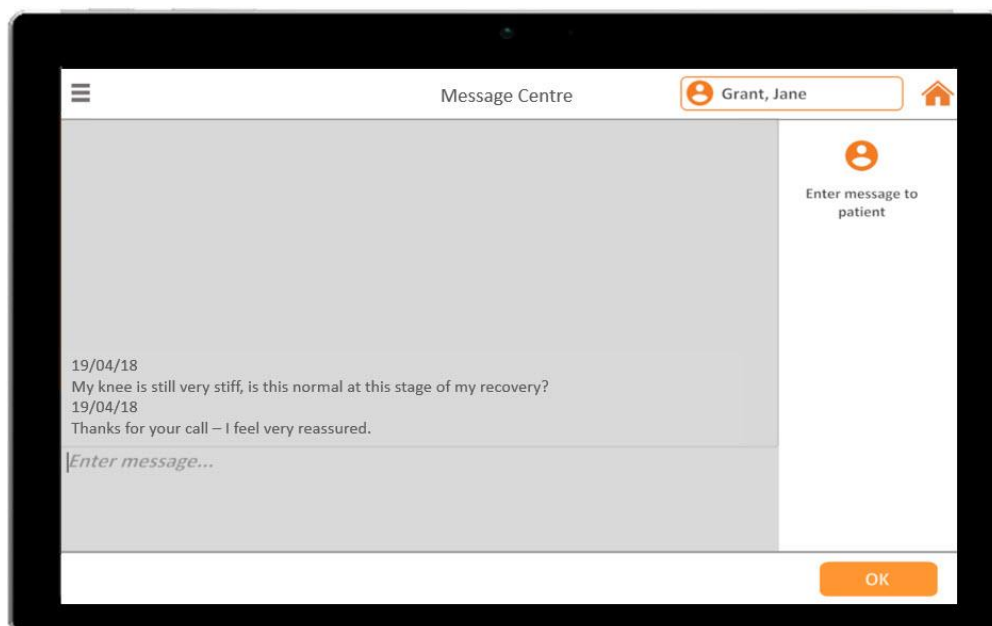 Message Centre
Grant, Jane
Enter message to
patient
19/04/18
My knee is still very stiff, is this normal at this stage of my recovery?
19/04/18
Thanks for your call – I feel very reassured.
Enter message...
OK